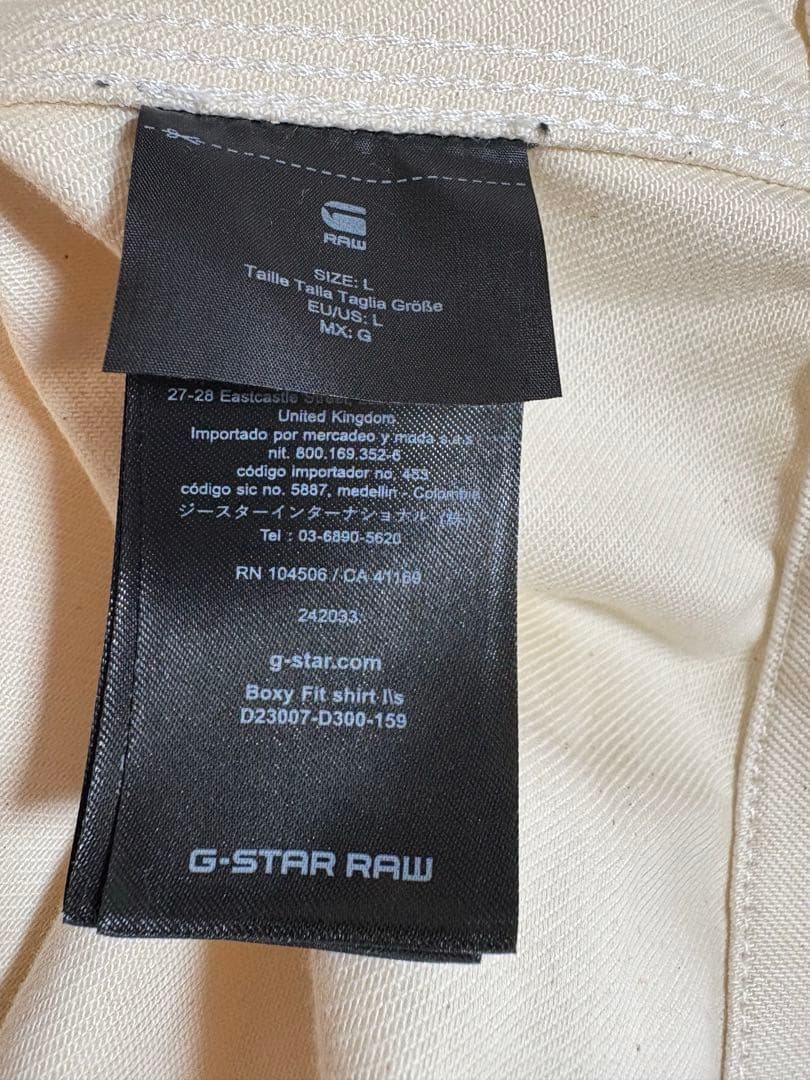 RAW
SIZE: L
Taille Talla Taglia Größe
EU/US: L
MX: G
27-28 Eastcastle Street
United Kingdom
Importado por mercadeo y moda s.a.s
nit. 800.169.352-6
código importador no. 453
código sic no. 5887, medellin - Colombia
ジースターインターナショナル (株)
Tel : 03-6890-5620
RN 104506 / CA 41169
242033
g-star.com
Boxy Fit shirt l\s
D23007-D300-159
G-STAR RAW